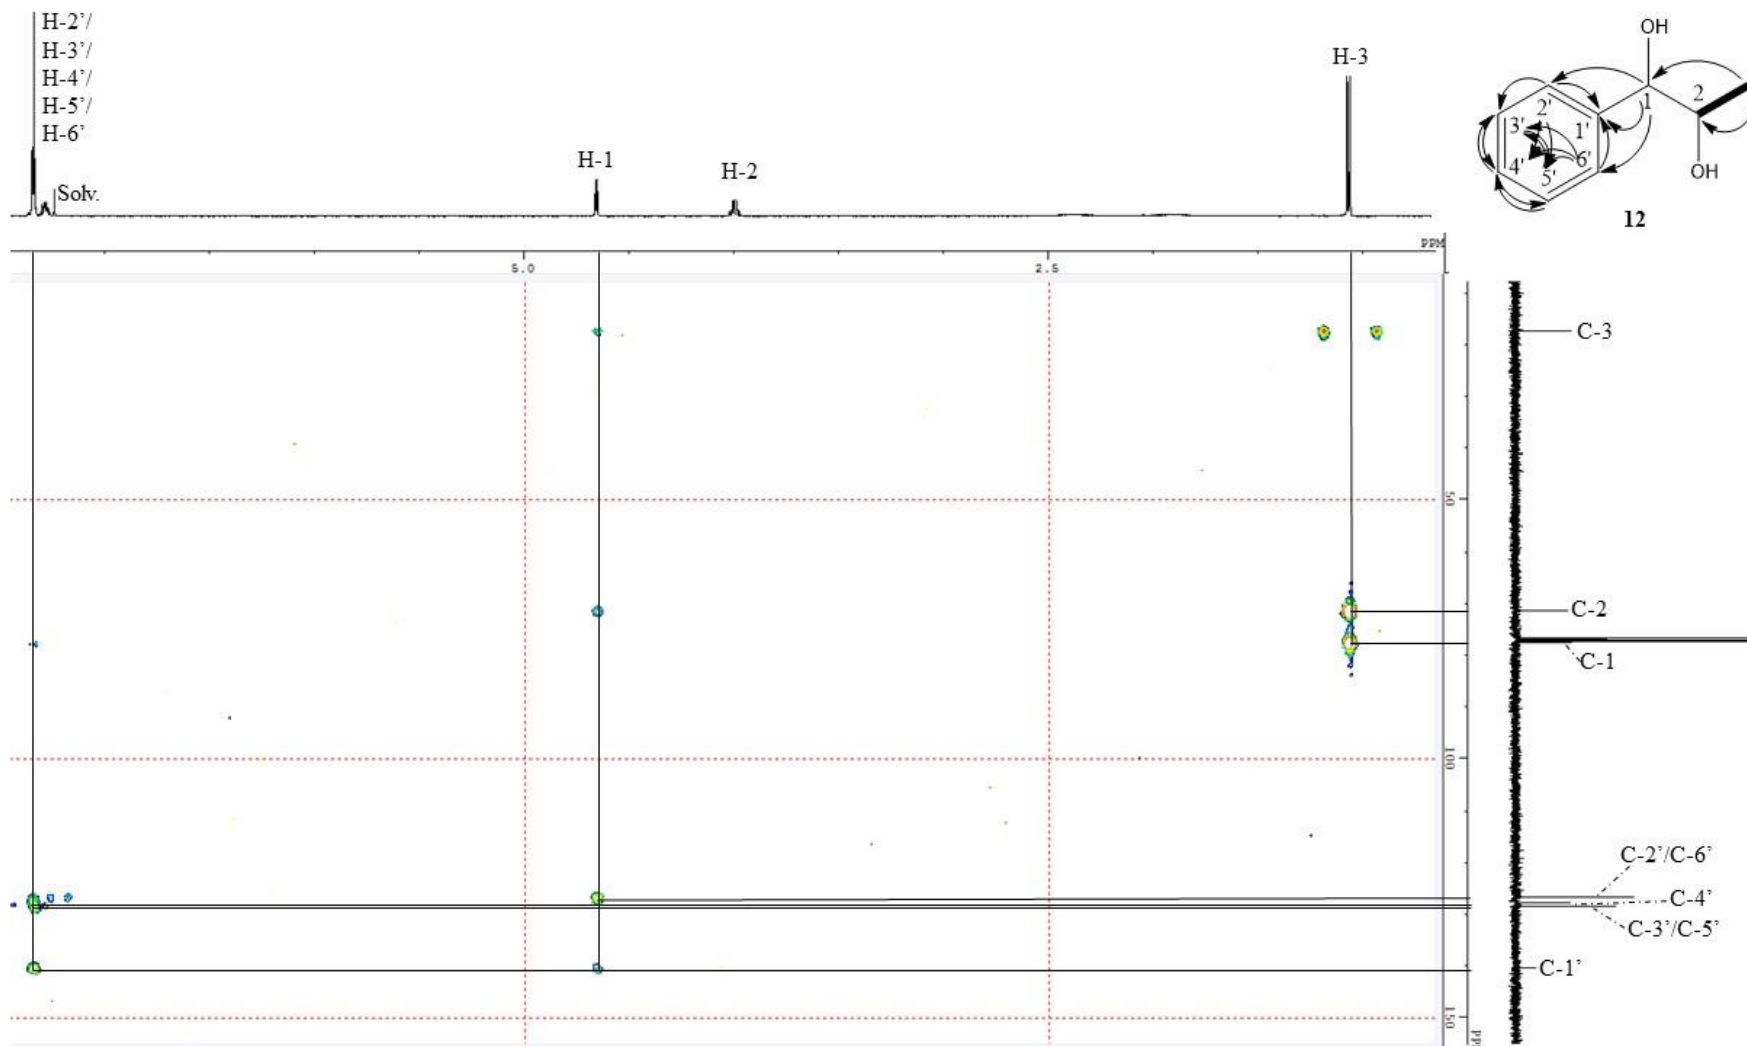 H-2’/
H-3’/
H-4’/
H-5’/
H-6’
Solv.
H-1
H-2
H-3
OH
1
2
2'
1'
3'
6'
4'
5'
OH
12
PPM
5.0
2.5
C-3
50
C-2
C-1
100
C-2’/C-6’
C-4’
C-3’/C-5’
C-1’
150